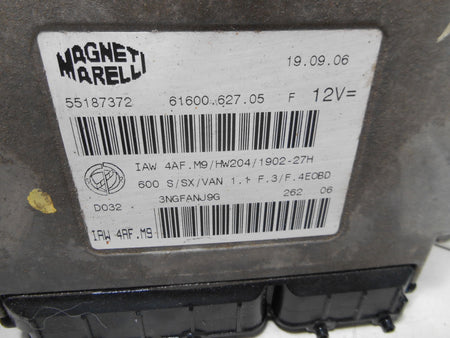 MAGNETI
MARELLI
19.09.06
55187372 61600.627.05 F 12V=
IAW 4AF.M9/HW204/1902-27H
600 S/SX/VAN 1.1 F.3/F.4EOBD
D032 3NGFANJ9G 262 06
IAW 4AF.M9